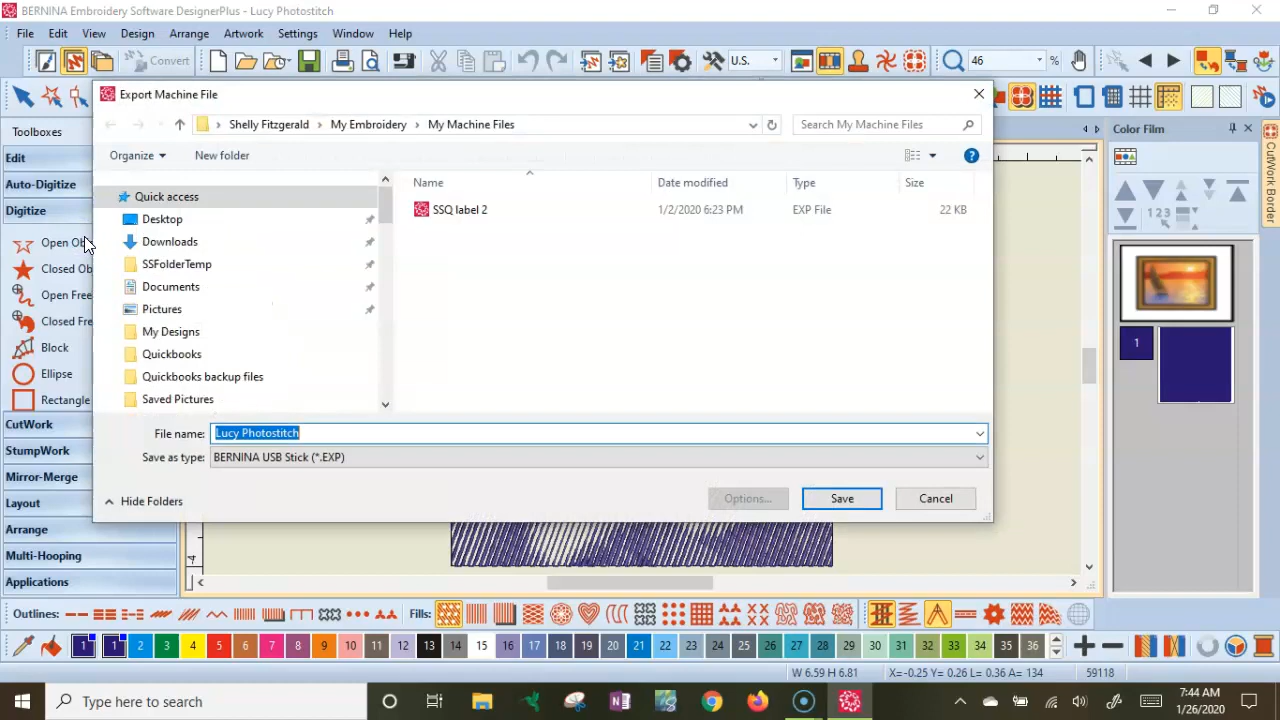 BERNINA Embroidery Software DesignerPlus - Lucy Photostitch
File Edit View Design Arrange Artwork Settings Window Help
Convert U.S. 46
Export Machine File
Toolboxes
Edit
Auto-Digitize
Digitize
Open Ob
Closed Ob
Open Free
Closed Fre
Block
Ellipse
Rectangle
CutWork
StumpWork
Mirror-Merge
Layout
Arrange
Multi-Hooping
Applications
Shelly Fitzgerald > My Embroidery > My Machine Files
Search My Machine Files
Organize New folder
Quick access
Desktop
Downloads
SSFolderTemp
Documents
Pictures
My Designs
Quickbooks
Quickbooks backup files
Saved Pictures
Name Date modified Type Size
SSQ label 2 1/2/2020 6:23 PM EXP File 22 KB
File name: Lucy Photostitch
Save as type: BERNINA USB Stick (*.EXP)
Hide Folders Options... Save Cancel
Color Film
1 2 3
1
CutWork Border
Outlines: Fills:
1 1 2 3 4 5 6 7 8 9 10 11 12 13 14 15 16 17 18 19 20 21 22 23 24 25 26 27 28 29 30 31 32 33 34 35 36
W 6.59 H 6.81 X=-0.25 Y= 0.26 L= 0.36 A= 134 59118
Type here to search
7:44 AM
1/26/2020